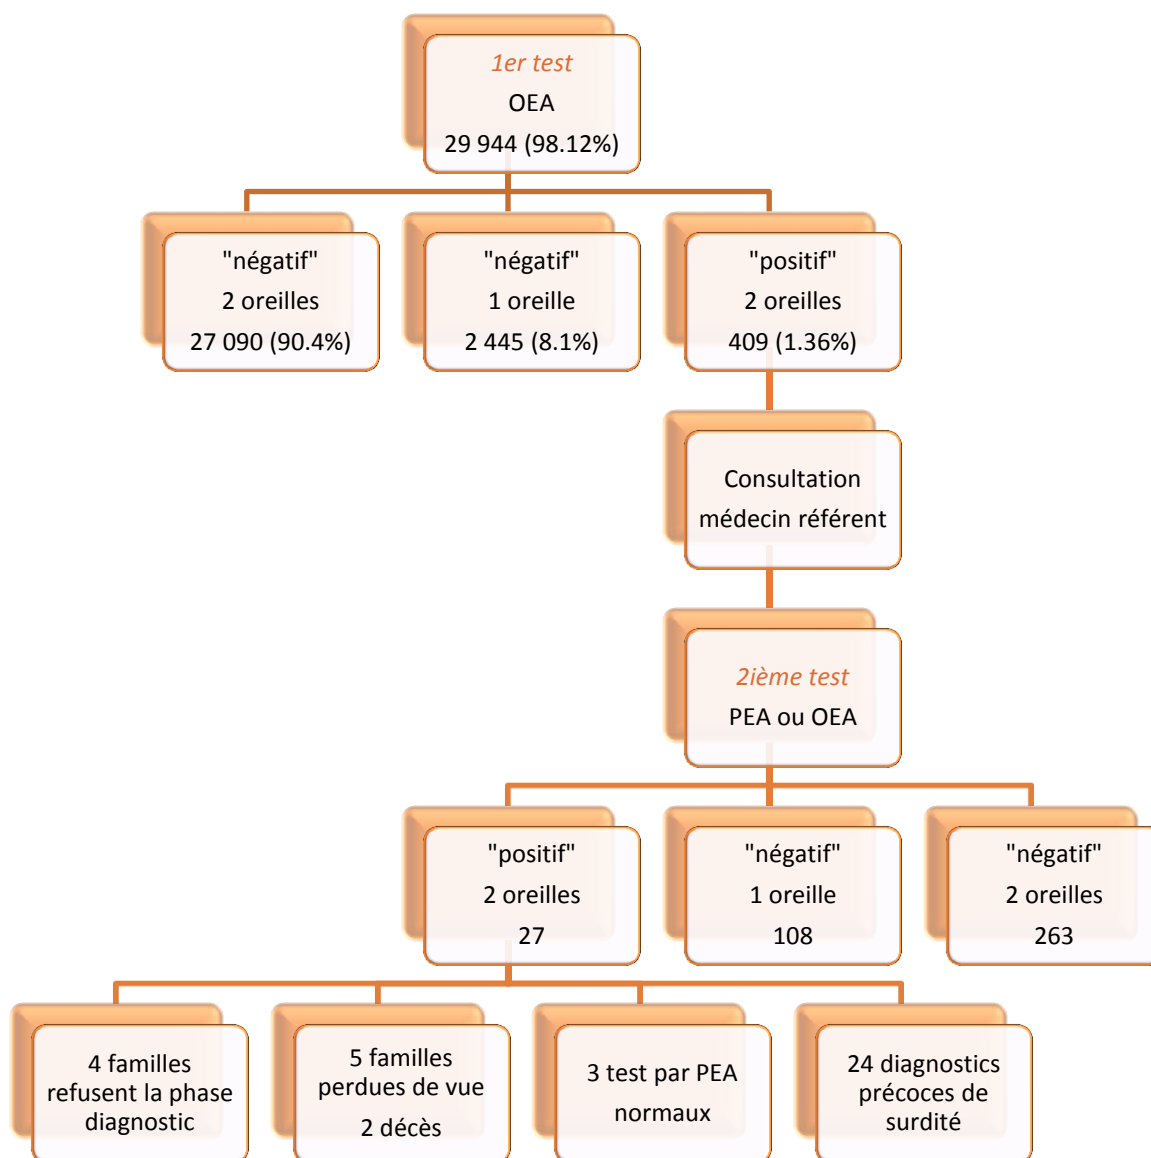 1er test
OEA
29 944 (98.12%)
"négatif"
2 oreilles
27 090 (90.4%)
"négatif"
1 oreille
2 445 (8.1%)
"positif"
2 oreilles
409 (1.36%)
Consultation
médecin référent
2ième test
PEA ou OEA
"positif"
2 oreilles
27
"négatif"
1 oreille
108
"négatif"
2 oreilles
263
4 familles
refusent la phase
diagnostic
5 familles
perdues de vue
2 décès
3 test par PEA
normaux
24 diagnostics
précoces de
surdité